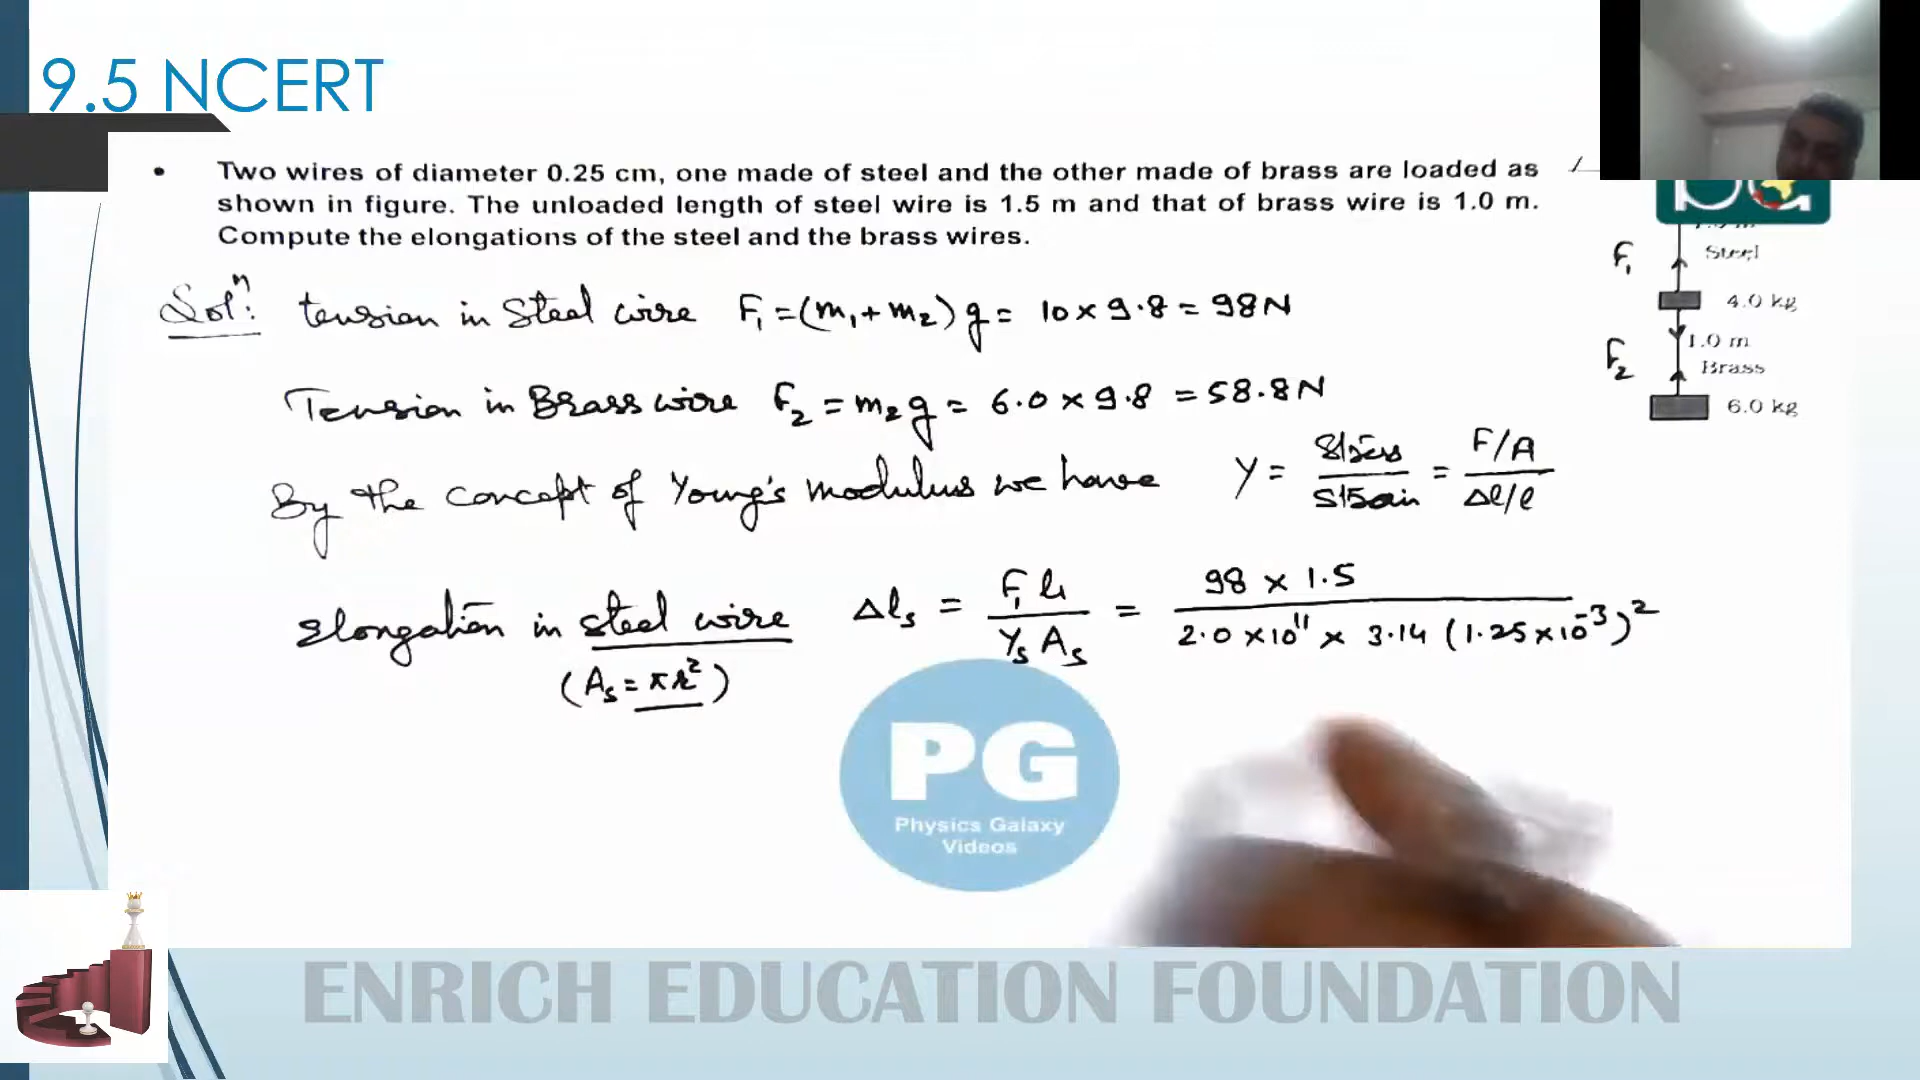 9.5 NCERT
• Two wires of diameter 0.25 cm, one made of steel and the other made of brass are loaded as
shown in figure. The unloaded length of steel wire is 1.5 m and that of brass wire is 1.0 m.
Compute the elongations of the steel and the brass wires.
Steel
F₁
Solⁿ: tension in Steel wire F₁ = (m₁ + m₂) g = 10 × 9.8 = 98 N
4.0 kg
1.0 m
F₂
Brass
Tension in Brass wire F₂ = m₂g = 6.0 × 9.8 = 58.8 N
6.0 kg
By the concept of Young's modulus we have Y = Stress/Strain = (F/A)/(Δl/l)
Elongation in steel wire Δlₛ = F₁l₁/YₛAₛ = 98 × 1.5/2.0 × 10¹¹ × 3.14 (1.25 × 10⁻³)²
(Aₛ = πr²)
PG
Physics Galaxy
Videos
ENRICH EDUCATION FOUNDATION